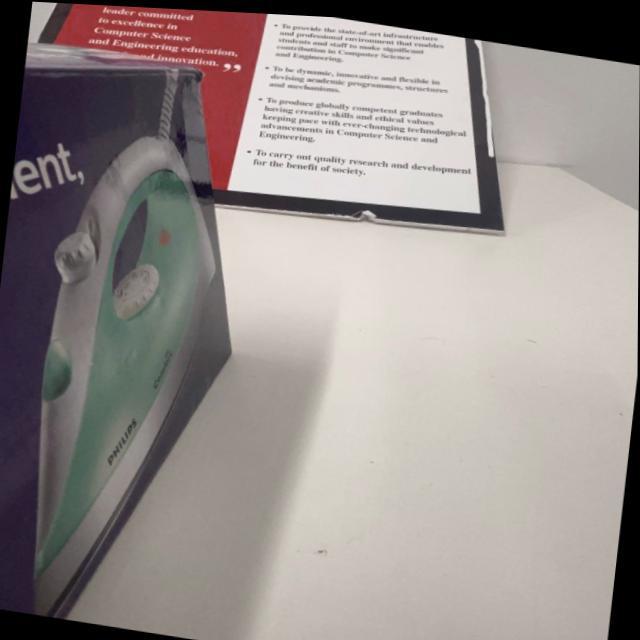 leader committed
to excellence in
Computer Science
and Engineering education,
and innovation. ”
• To provide the state-of-art infrastructure
and professional environment that enables
students and staff to make significant
contribution in Computer Science
and Engineering.
• To be dynamic, innovative and flexible in
devising academic programmes, structures
and mechanisms.
• To produce globally competent graduates
having creative skills and ethical values
keeping pace with ever-changing technological
advancements in Computer Science and
Engineering.
• To carry out quality research and development
for the benefit of society.
ent,
PHILIPS